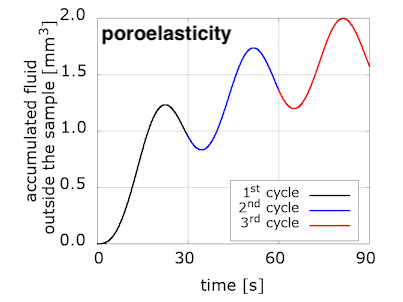 poroelasticity
accumulated fluid
outside the sample [mm³]
2.0
1.5
1.0
0.5
0.0
1st cycle
2nd cycle
3rd cycle
0 30 60 90
time [s]